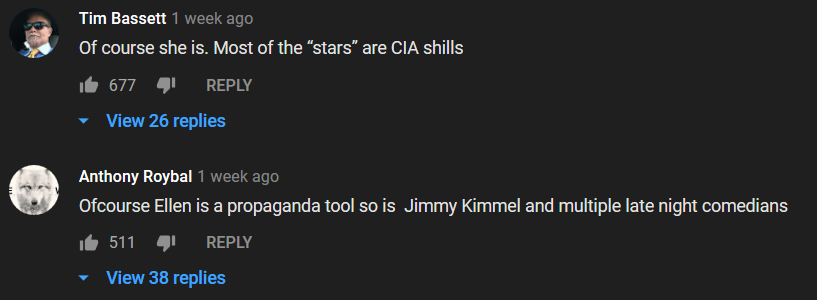 Tim Bassett 1 week ago
Of course she is. Most of the “stars” are CIA shills
677 REPLY
View 26 replies
Anthony Roybal 1 week ago
Ofcourse Ellen is a propaganda tool so is  Jimmy Kimmel and multiple late night comedians
511 REPLY
View 38 replies